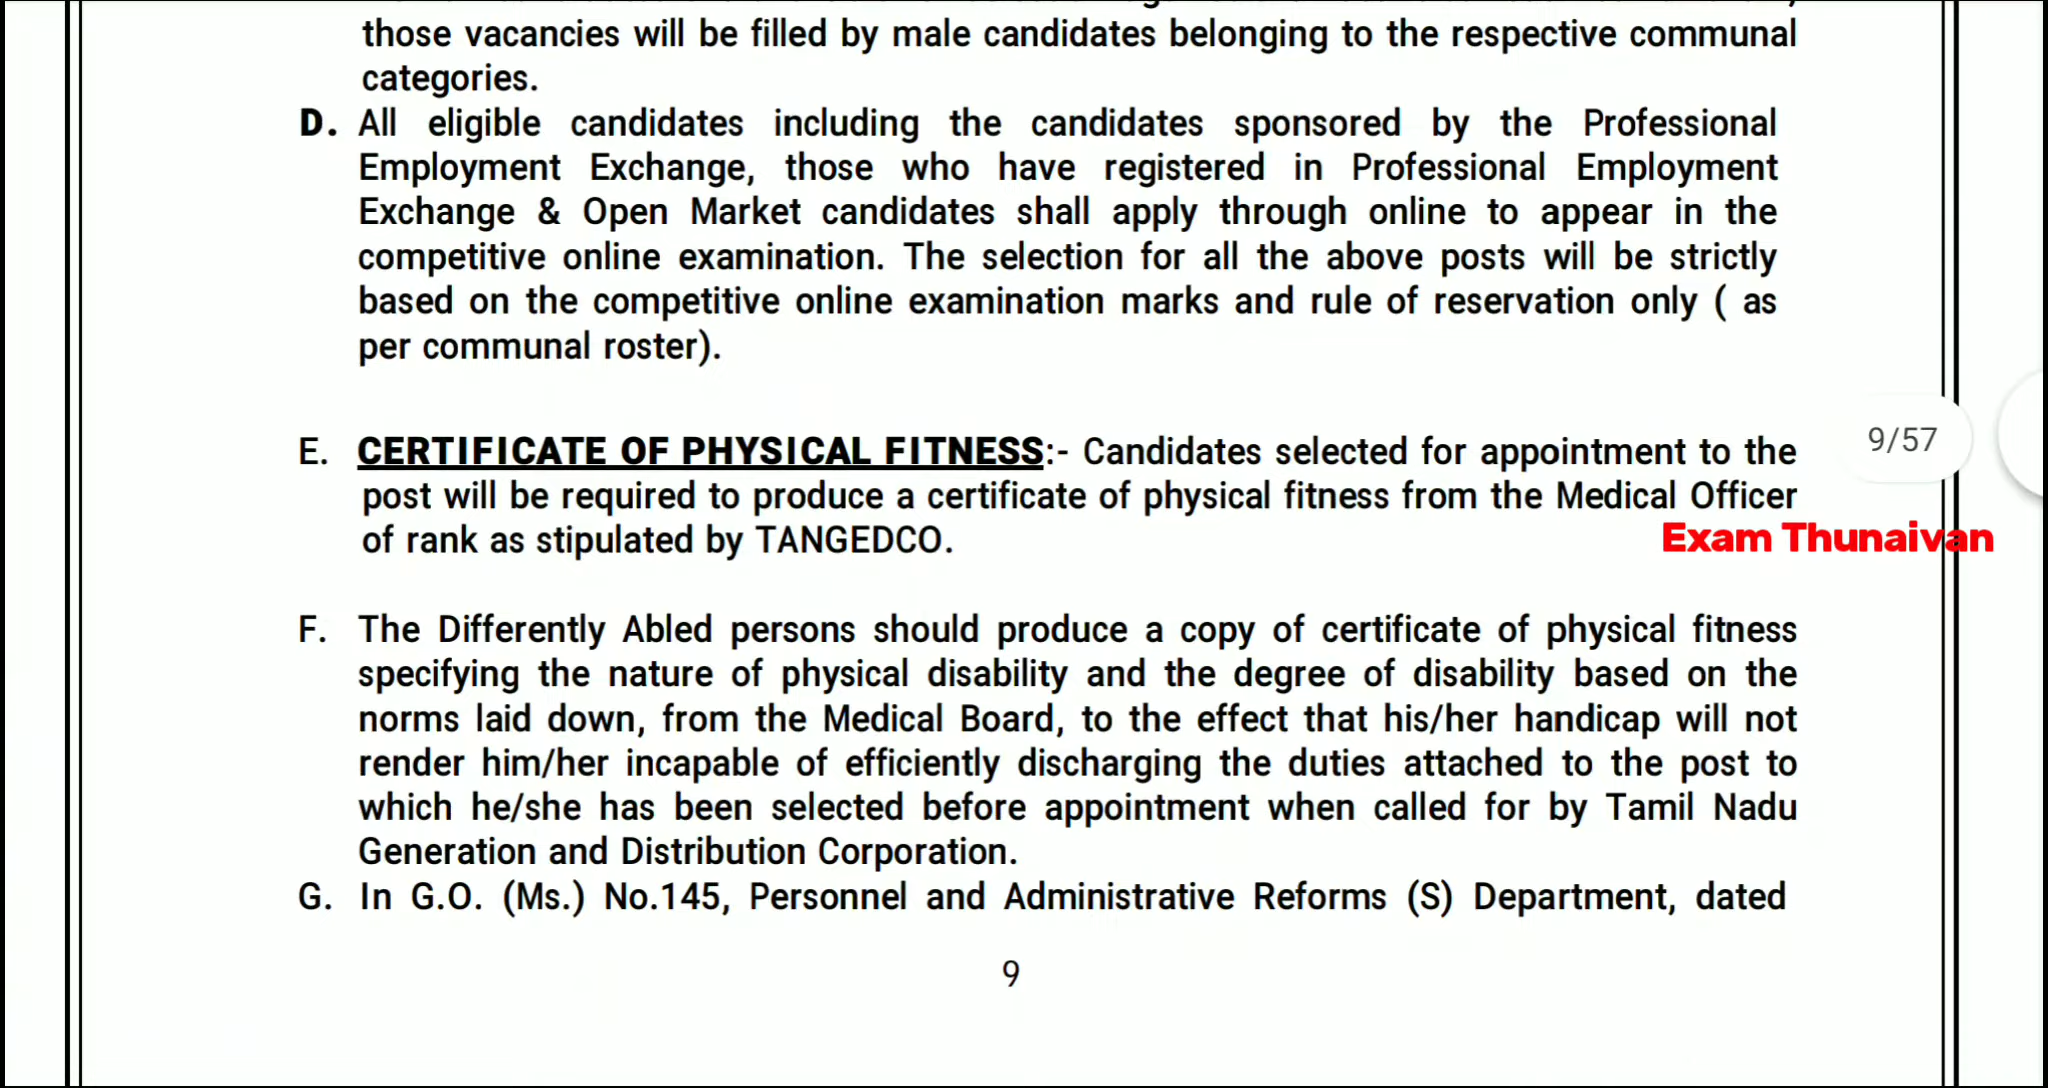 those vacancies will be filled by male candidates belonging to the respective communal
categories.
D. All eligible candidates including the candidates sponsored by the Professional
Employment Exchange, those who have registered in Professional Employment
Exchange & Open Market candidates shall apply through online to appear in the
competitive online examination. The selection for all the above posts will be strictly
based on the competitive online examination marks and rule of reservation only ( as
per communal roster).
E. CERTIFICATE OF PHYSICAL FITNESS:- Candidates selected for appointment to the
9/57
post will be required to produce a certificate of physical fitness from the Medical Officer
of rank as stipulated by TANGEDCO.
Exam Thunaivan
F. The Differently Abled persons should produce a copy of certificate of physical fitness
specifying the nature of physical disability and the degree of disability based on the
norms laid down, from the Medical Board, to the effect that his/her handicap will not
render him/her incapable of efficiently discharging the duties attached to the post to
which he/she has been selected before appointment when called for by Tamil Nadu
Generation and Distribution Corporation.
G. In G.O. (Ms.) No.145, Personnel and Administrative Reforms (S) Department, dated
9